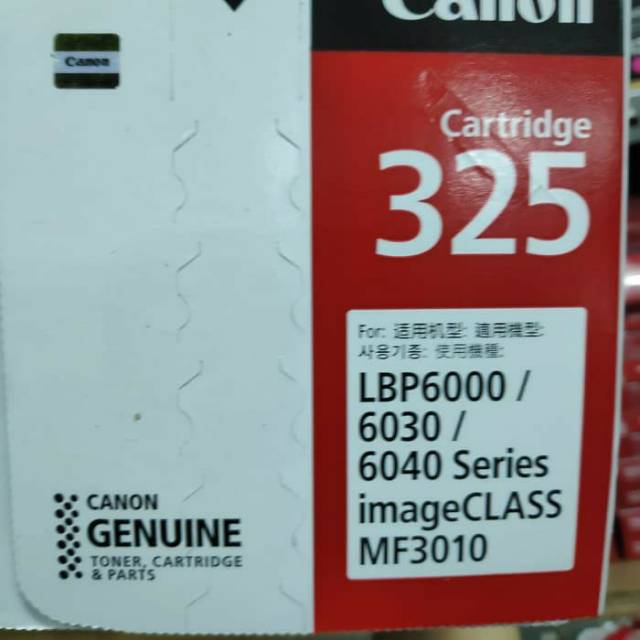 Canon
Canon
Cartridge
325
For: 适用机型: 適用機型:
사용기종: 使用機種:
LBP6000 /
6030 /
6040 Series
imageCLASS
MF3010
CANON
GENUINE
TONER, CARTRIDGE
& PARTS